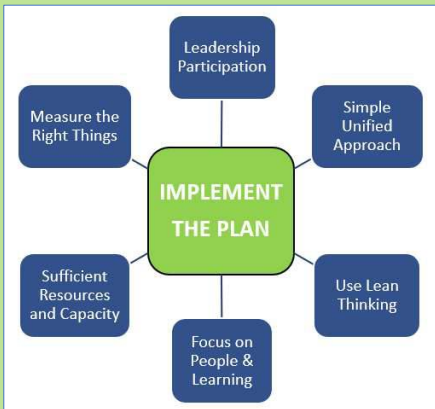 Leadership
Participation
Simple
Unified
Approach
Measure the
Right Things
IMPLEMENT
THE PLAN
Use Lean
Thinking
Sufficient
Resources
and Capacity
Focus on
People &
Learning